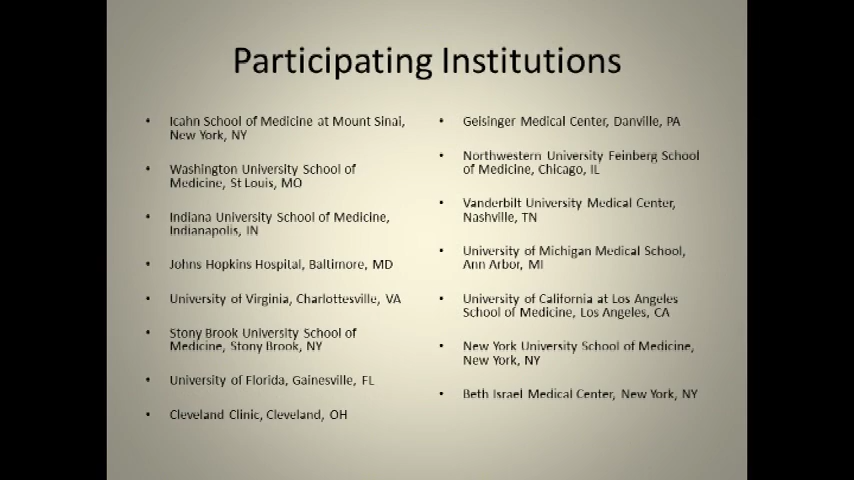 Participating Institutions
• Icahn School of Medicine at Mount Sinai,
New York, NY
• Washington University School of
Medicine, St Louis, MO
• Indiana University School of Medicine,
Indianapolis, IN
• Johns Hopkins Hospital, Baltimore, MD
• University of Virginia, Charlottesville, VA
• Stony Brook University School of
Medicine, Stony Brook, NY
• University of Florida, Gainesville, FL
• Cleveland Clinic, Cleveland, OH
• Geisinger Medical Center, Danville, PA
• Northwestern University Feinberg School
of Medicine, Chicago, IL
• Vanderbilt University Medical Center,
Nashville, TN
• University of Michigan Medical School,
Ann Arbor, MI
• University of California at Los Angeles
School of Medicine, Los Angeles, CA
• New York University School of Medicine,
New York, NY
• Beth Israel Medical Center, New York, NY